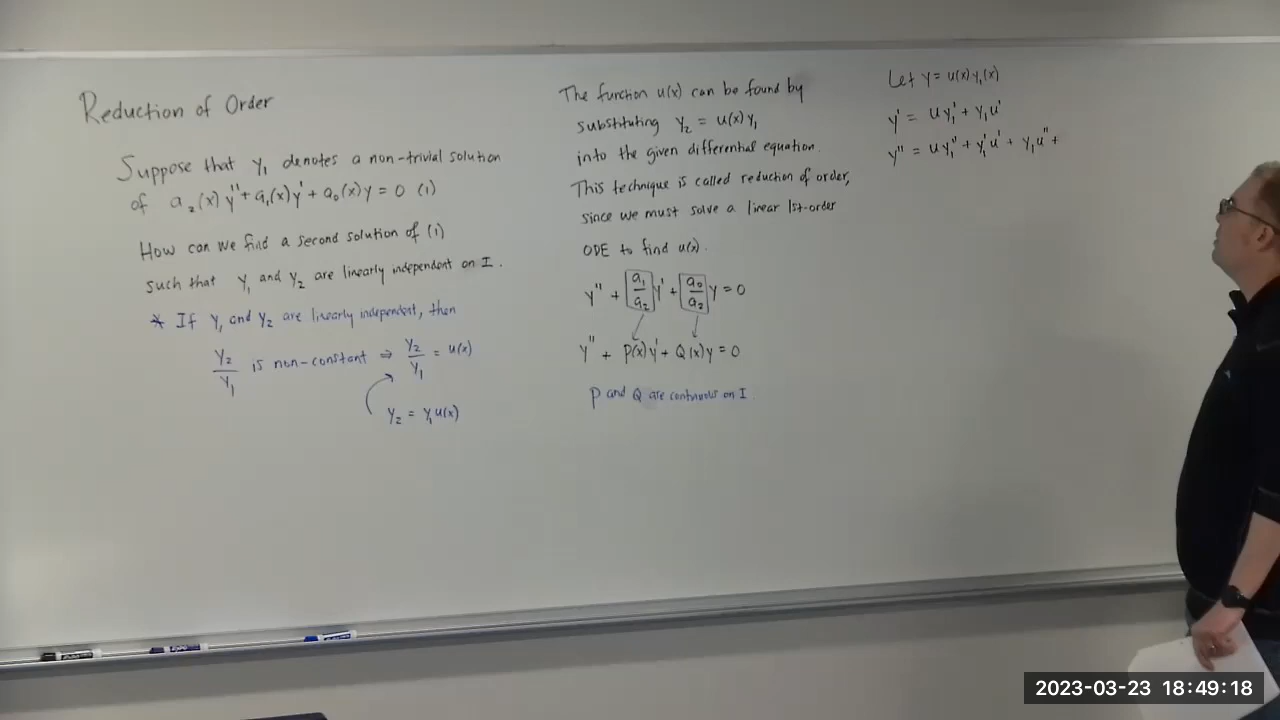 Reduction of Order
Suppose that y₁ denotes a non-trivial solution
of a₂(x)y'' + a₁(x)y' + a₀(x)y = 0 (1)
How can we find a second solution of (1)
such that y₁ and y₂ are linearly independent on I.
* If y₁ and y₂ are linearly independent, then
y₂/y₁ is non-constant ⇒ y₂/y₁ = u(x)
y₂ = y₁u(x)
The function u(x) can be found by
substituting y₂ = u(x)y₁
into the given differential equation.
This technique is called reduction of order,
since we must solve a linear 1st-order
ODE to find u(x).
y'' + a₁/a₂ y' + a₀/a₂ y = 0
y'' + P(x)y' + Q(x)y = 0
P and Q are continuous on I.
Let y = u(x)y₁(x)
y' = uy₁' + y₁u'
y'' = uy₁'' + y₁'u' + y₁u'' +
2023-03-23 18:49:18